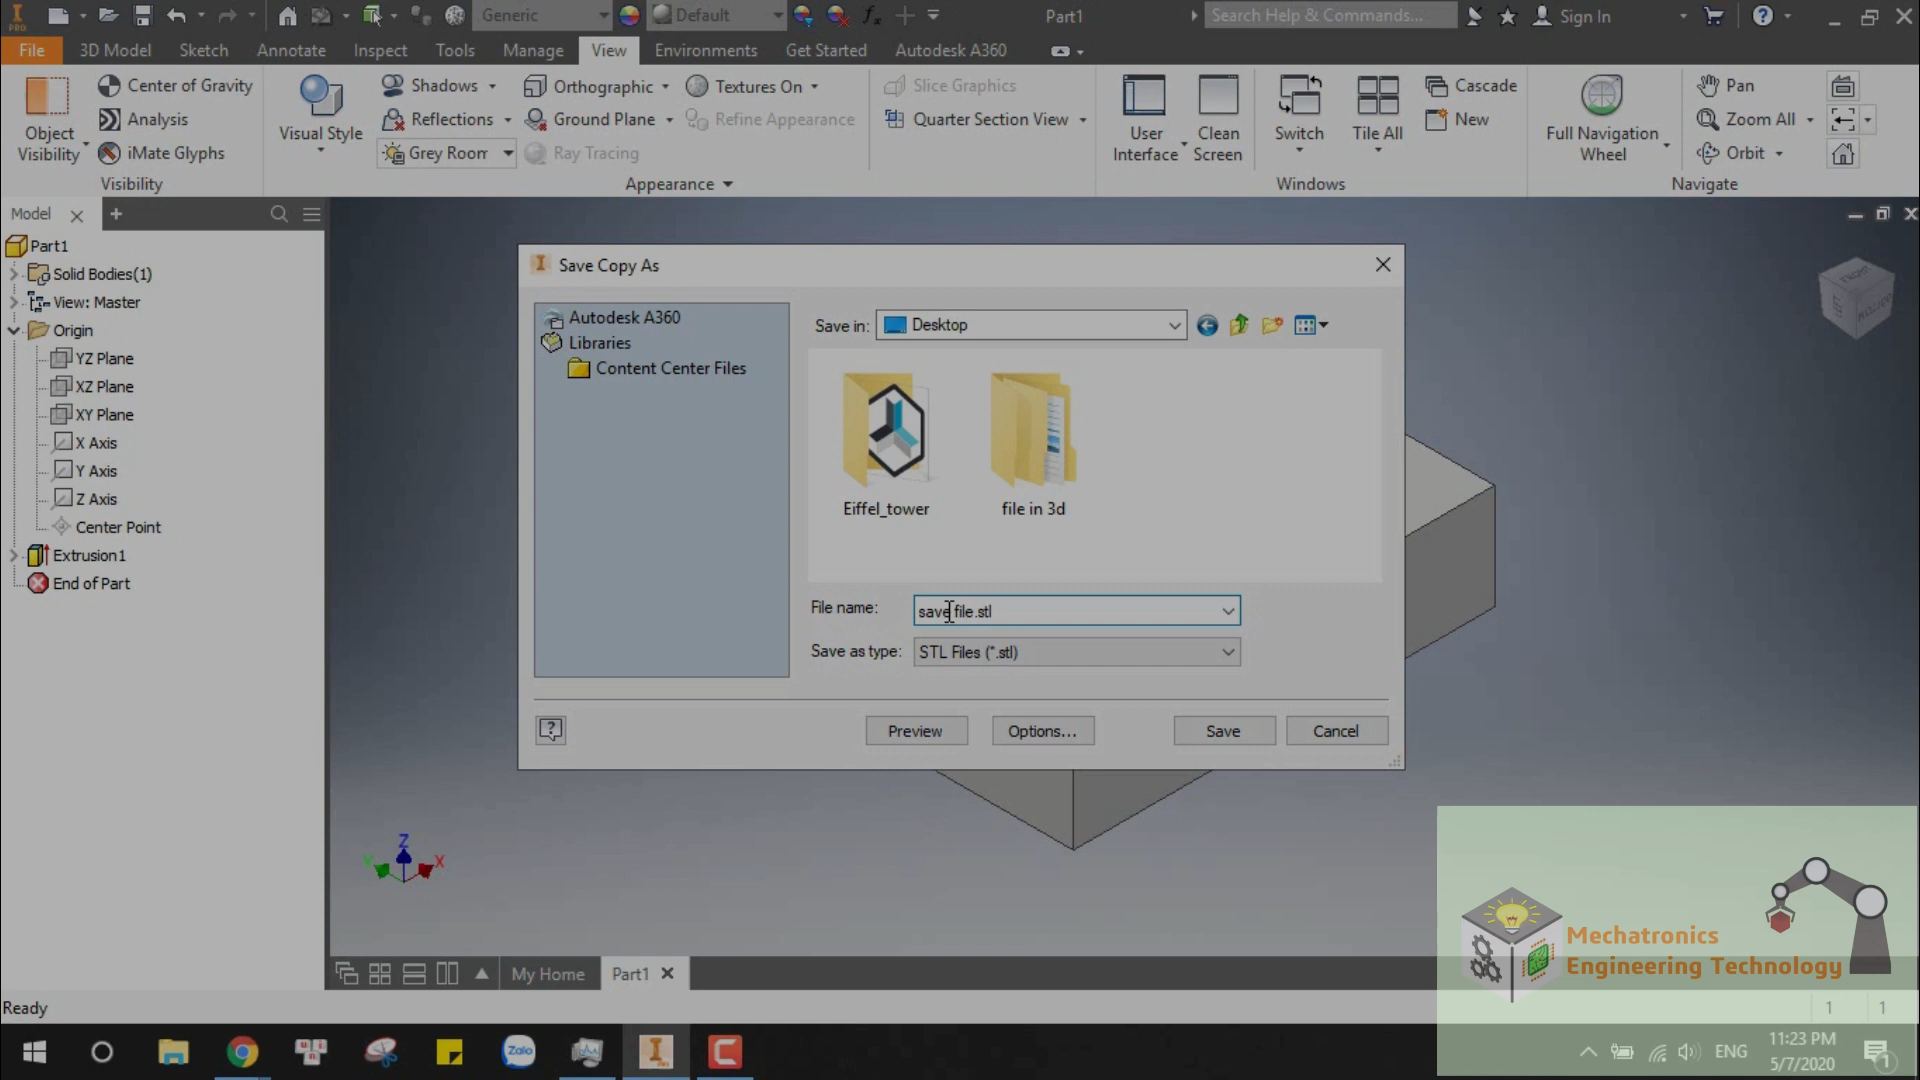 PRO
Generic
Default
fx
Part1
Search Help & Commands...
Sign In
File
3D Model
Sketch
Annotate
Inspect
Tools
Manage
View
Environments
Get Started
Autodesk A360
Object
Visibility
Center of Gravity
Analysis
iMate Glyphs
Visibility
Visual Style
Shadows
Reflections
Grey Room
Orthographic
Ground Plane
Ray Tracing
Textures On
Refine Appearance
Appearance
Slice Graphics
Quarter Section View
User
Interface
Clean
Screen
Switch
Tile All
Cascade
New
Windows
Full Navigation
Wheel
Pan
Zoom All
Orbit
Navigate
Model
Part1
Solid Bodies(1)
View: Master
Origin
YZ Plane
XZ Plane
XY Plane
X Axis
Y Axis
Z Axis
Center Point
Extrusion1
End of Part
FRONT
Save Copy As
Autodesk A360
Libraries
Content Center Files
Save in:
Desktop
Eiffel_tower
file in 3d
File name:
save file.stl
Save as type:
STL Files (*.stl)
Preview
Options...
Save
Cancel
Z
Y
X
My Home
Part1
Ready
1
1
Mechatronics
Engineering Technology
Zalo
ENG
11:23 PM
5/7/2020
1